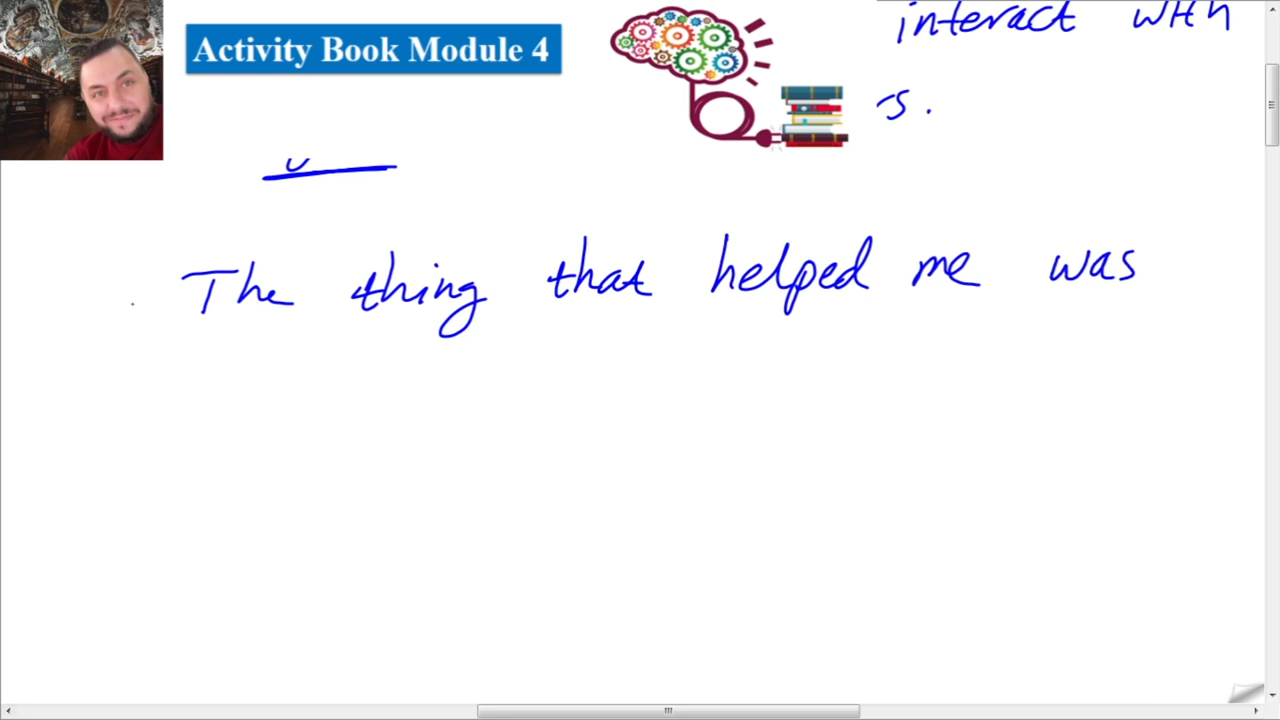 Activity Book Module 4
interact with
s.
The thing that helped me was